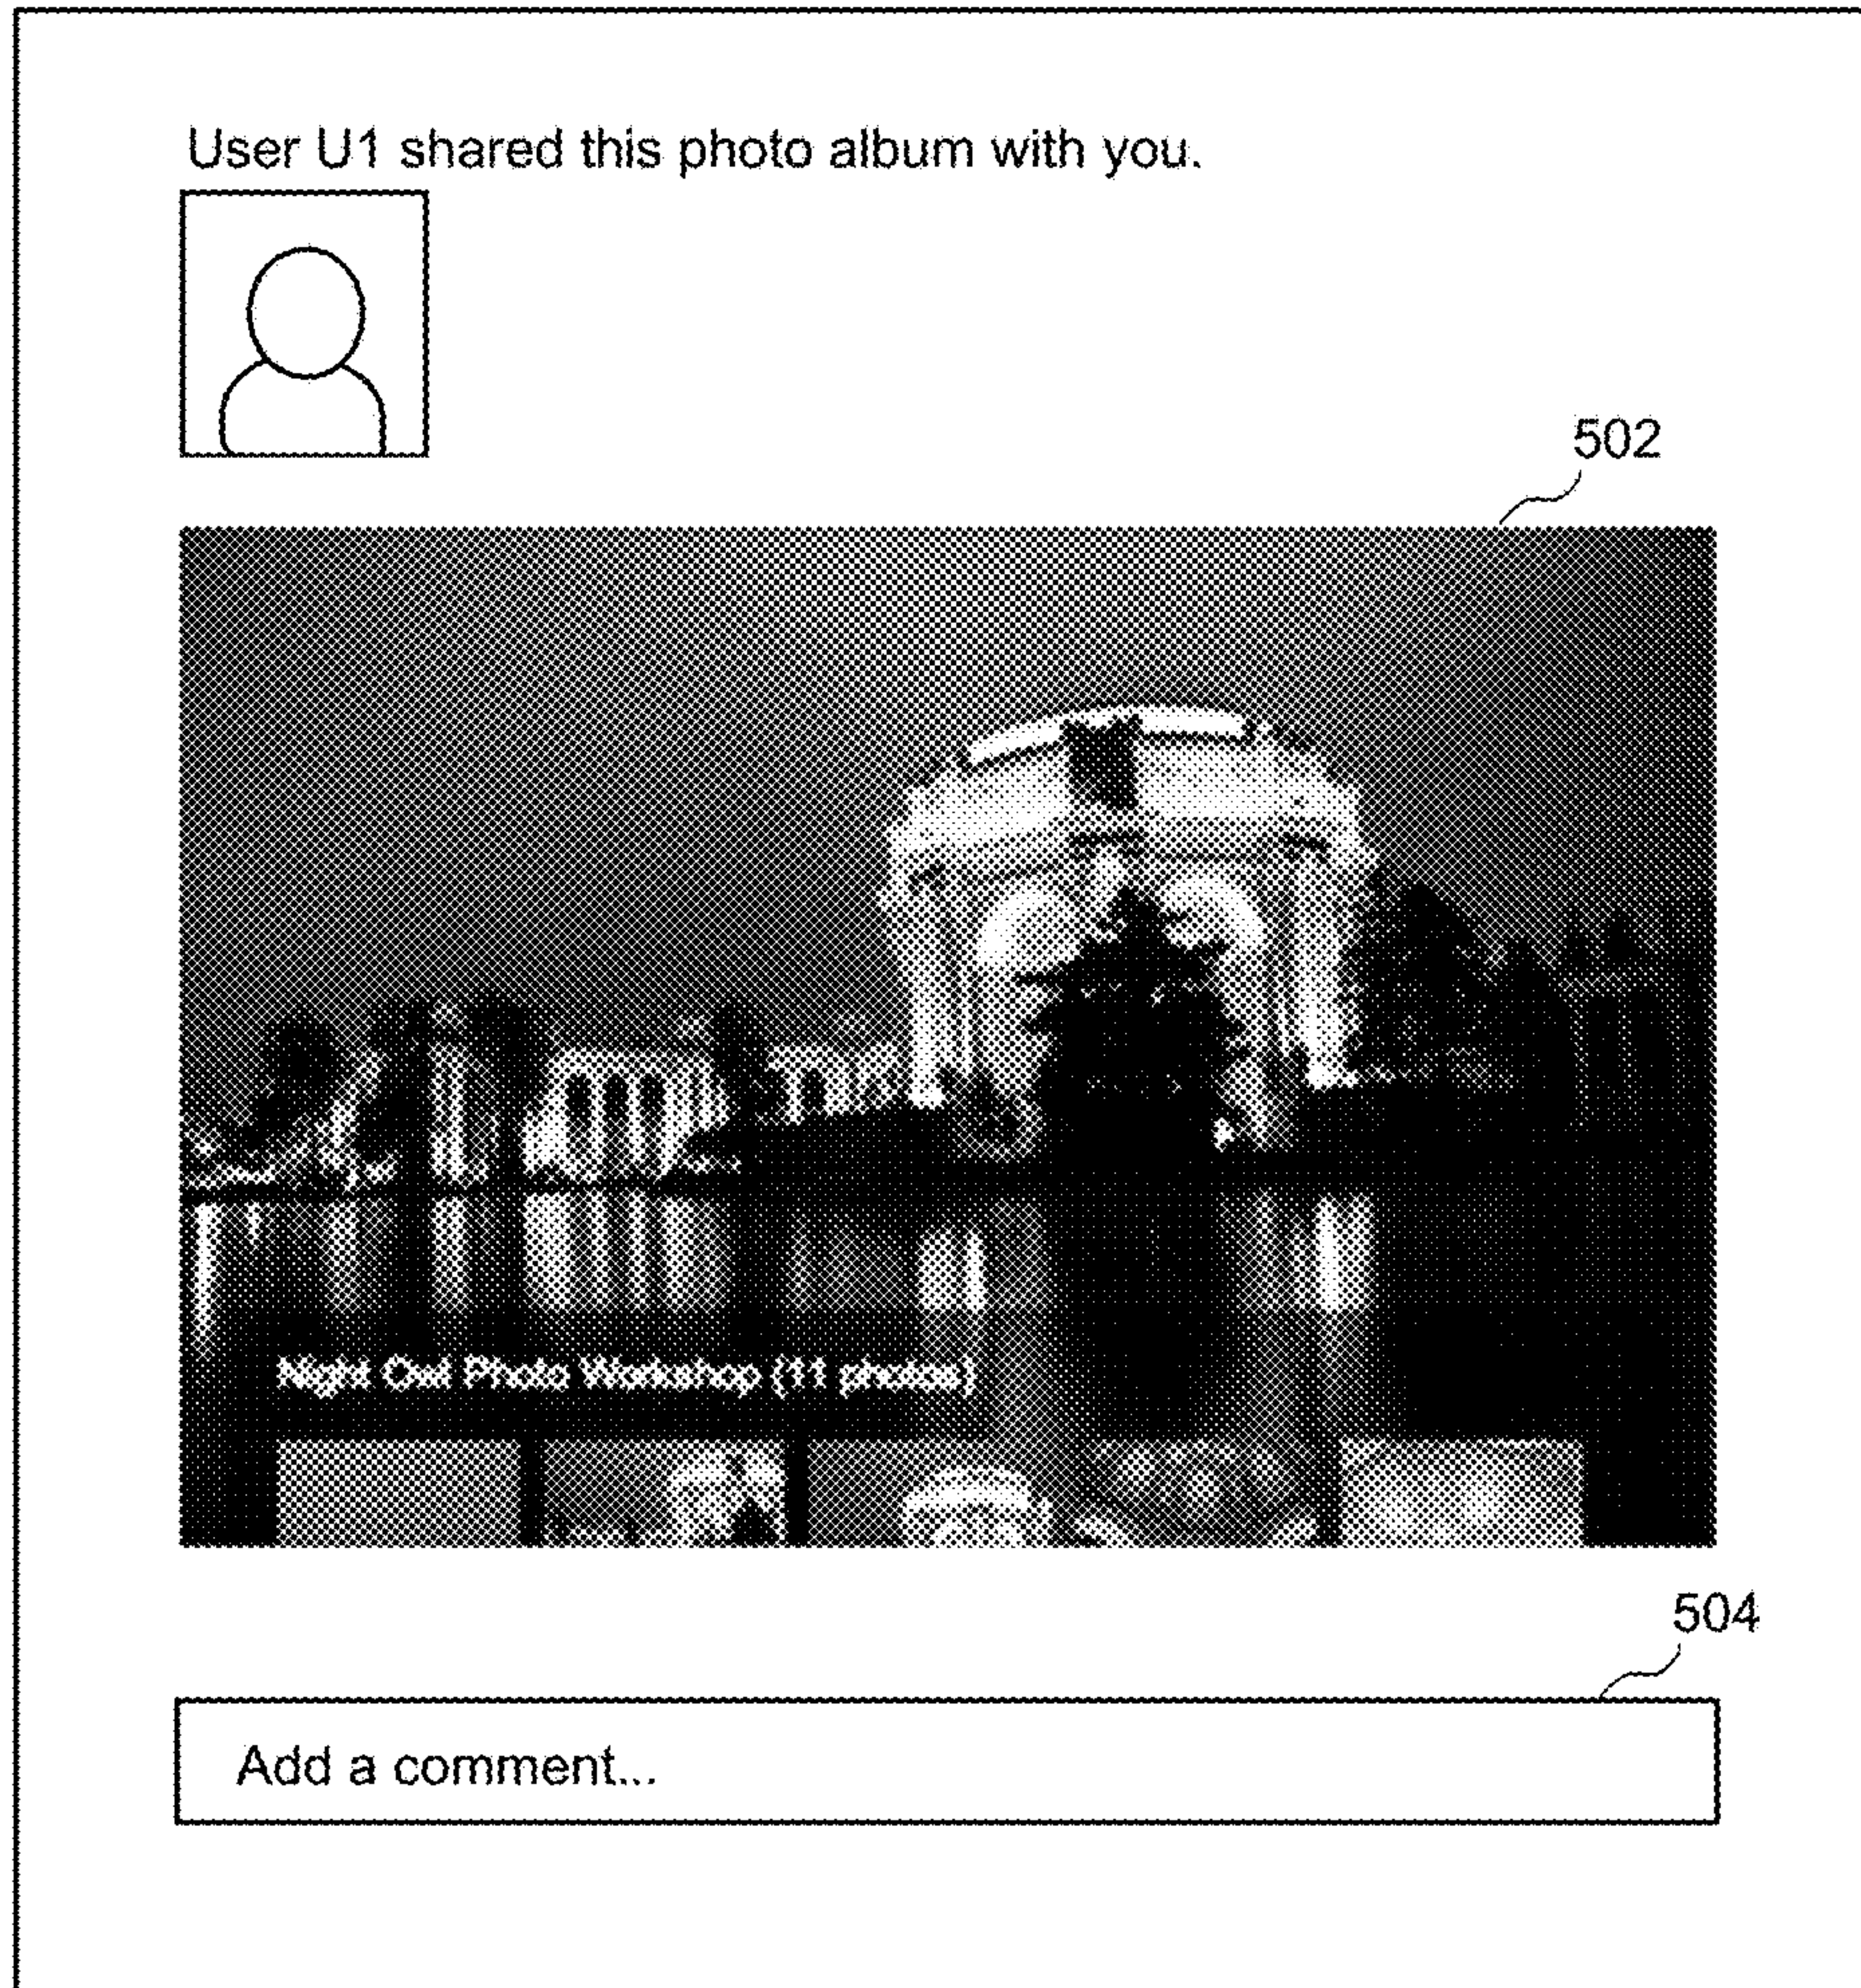 User U1 shared this photo album with you.
502
Night Owl Photo Workshop (11 photos)
504
Add a comment...